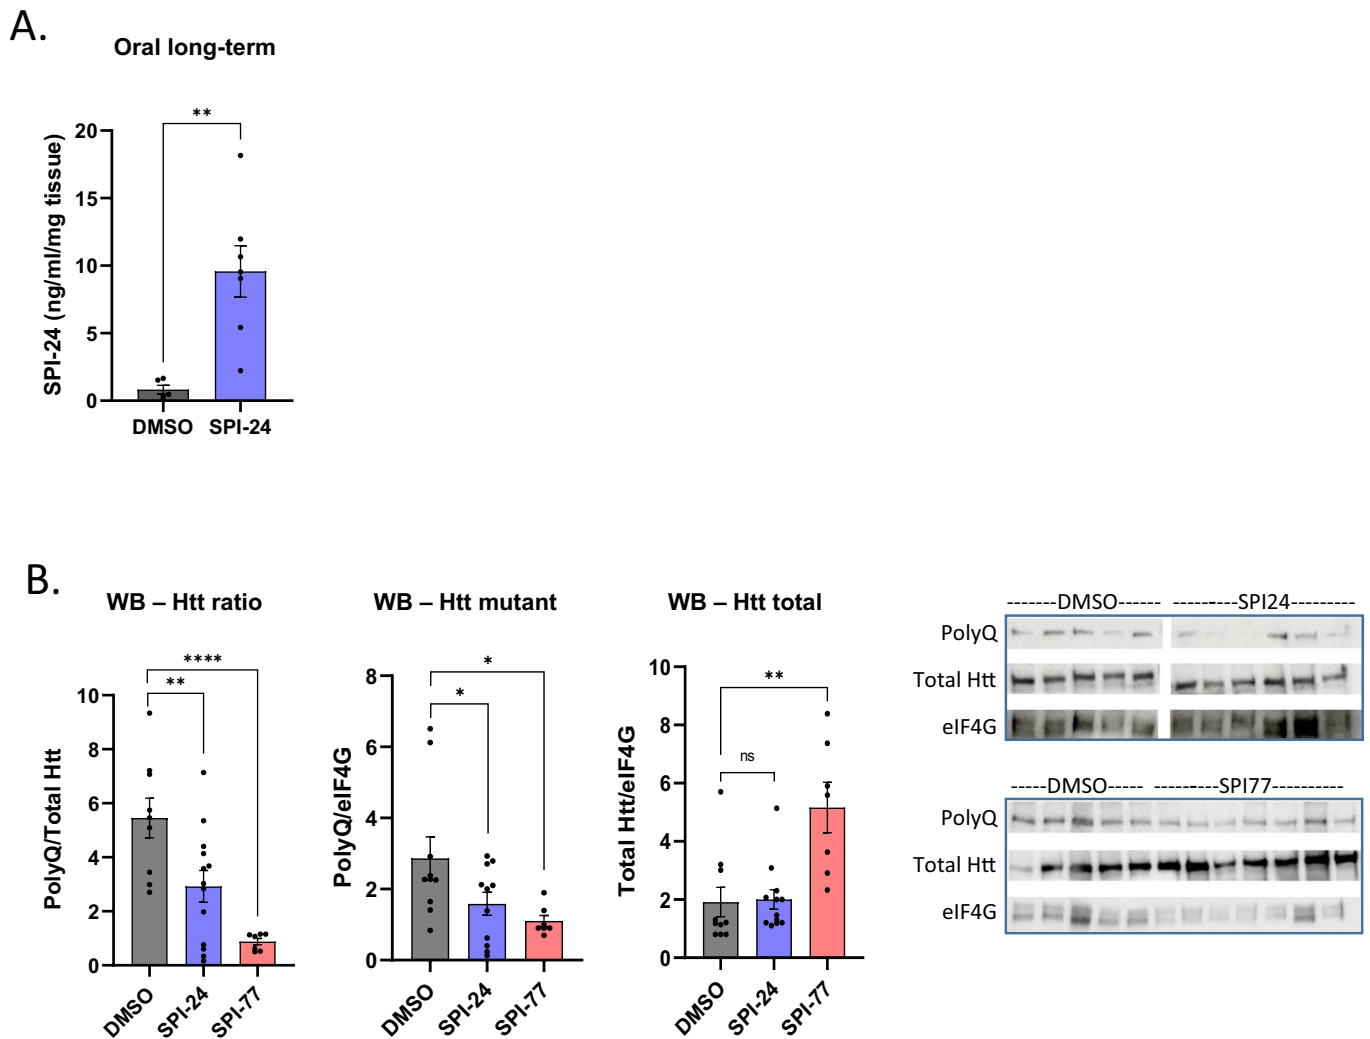 A.
Oral long-term
**
SPI-24 (ng/ml/mg tissue)
20
15
10
5
0
DMSO SPI-24
B.
WB – Htt ratio
****
**
PolyQ/Total Htt
10
8
6
4
2
0
DMSO
SPI-24
SPI-77
WB – Htt mutant
*
*
PolyQ/eIF4G
8
6
4
2
0
DMSO
SPI-24
SPI-77
WB – Htt total
**
ns
Total Htt/eIF4G
10
8
6
4
2
0
DMSO
SPI-24
SPI-77
-------DMSO------ ----------SPI24----------
PolyQ
Total Htt
eIF4G
-----DMSO----- ----------SPI77-----------
PolyQ
Total Htt
eIF4G